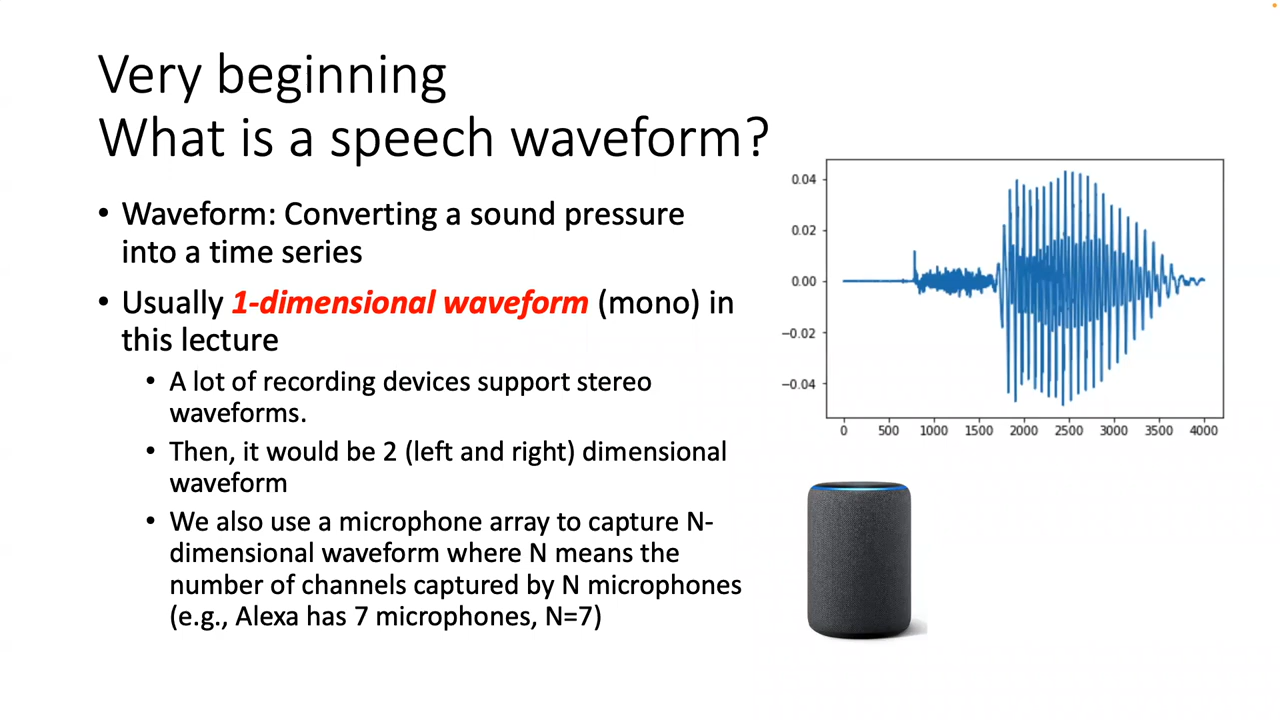 Very beginning
What is a speech waveform?
• Waveform: Converting a sound pressure
into a time series
• Usually 1-dimensional waveform (mono) in
this lecture
• A lot of recording devices support stereo
waveforms.
• Then, it would be 2 (left and right) dimensional
waveform
• We also use a microphone array to capture N-
dimensional waveform where N means the
number of channels captured by N microphones
(e.g., Alexa has 7 microphones, N=7)
0.04
0.02
0.00
−0.02
−0.04
0 500 1000 1500 2000 2500 3000 3500 4000